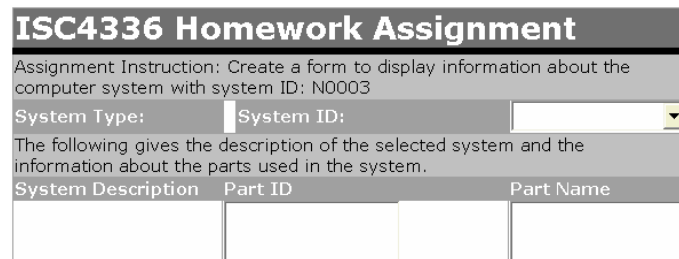 ISC4336 Homework Assignment
Assignment Instruction: Create a form to display information about the
computer system with system ID: N0003
System Type: System ID:
The following gives the description of the selected system and the
information about the parts used in the system.
System Description Part ID Part Name